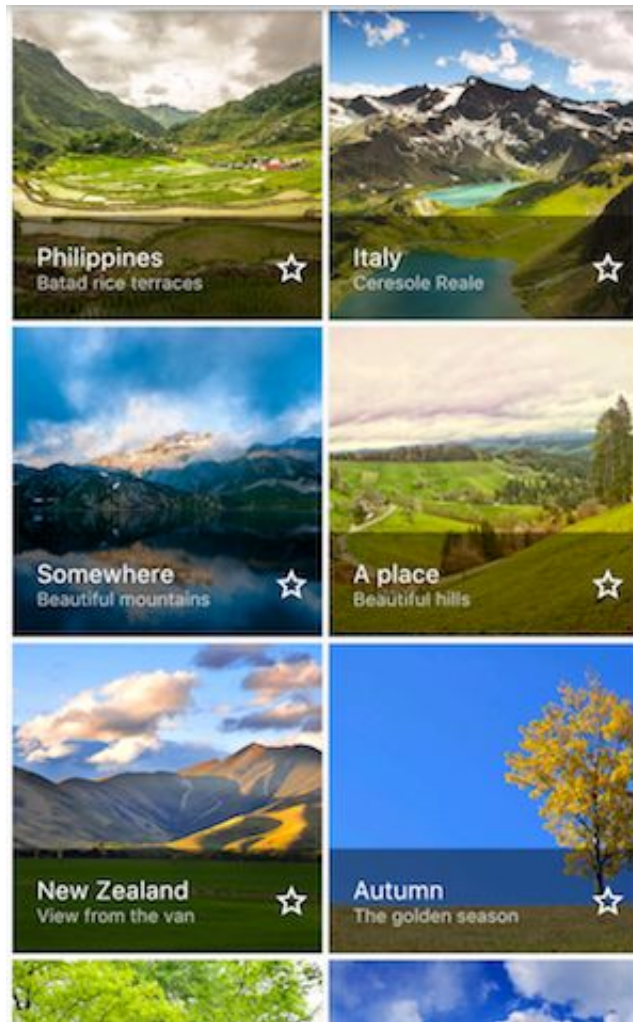 Philippines
Batad rice terraces
Italy
Ceresole Reale
Somewhere
Beautiful mountains
A place
Beautiful hills
New Zealand
View from the van
Autumn
The golden season